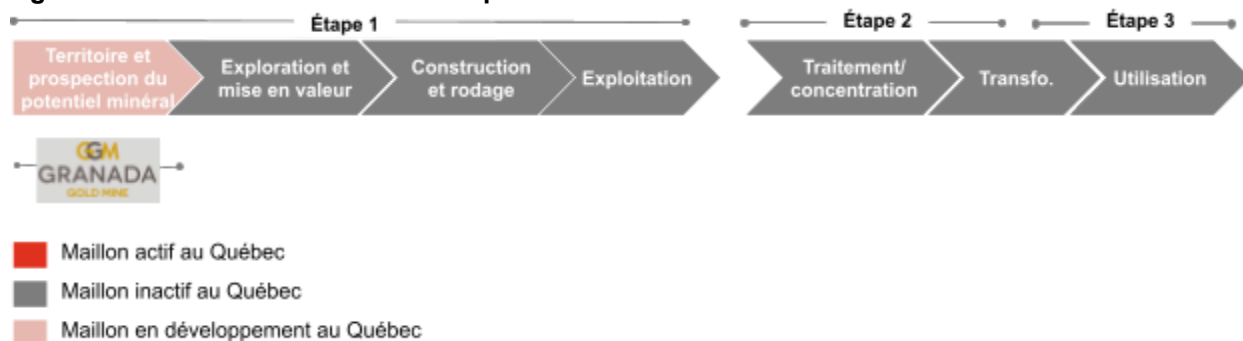 Étape 1
Étape 2
Étape 3
Territoire et
prospection du
potentiel minéral
Exploration et
mise en valeur
Construction
et rodage
Exploitation
Traitement/
concentration
Transfo.
Utilisation
GGM
GRANADA
GOLD MINE
Maillon actif au Québec
Maillon inactif au Québec
Maillon en développement au Québec